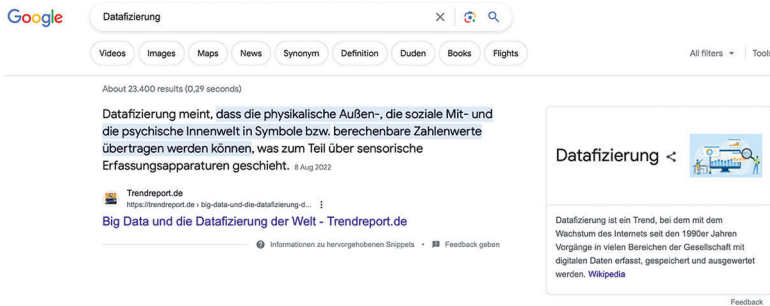 Google
Datafizierung
Videos Images Maps News Synonym Definition Duden Books Flights All filters Tools
About 23.400 results (0,29 seconds)
Datafizierung meint, dass die physikalische Außen-, die soziale Mit- und
die psychische Innenwelt in Symbole bzw. berechenbare Zahlenwerte
übertragen werden können, was zum Teil über sensorische
Erfassungsapparaturen geschieht. 8 Aug 2022
Trendreport.de
https://trendreport.de › big-data-und-die-datafizierung-d...
Big Data und die Datafizierung der Welt - Trendreport.de
Informationen zu hervorgehobenen Snippets • Feedback geben
Datafizierung
Datafizierung ist ein Trend, bei dem mit dem
Wachstum des Internets seit den 1990er Jahren
Vorgänge in vielen Bereichen der Gesellschaft mit
digitalen Daten erfasst, gespeichert und ausgewertet
werden. Wikipedia
Feedback